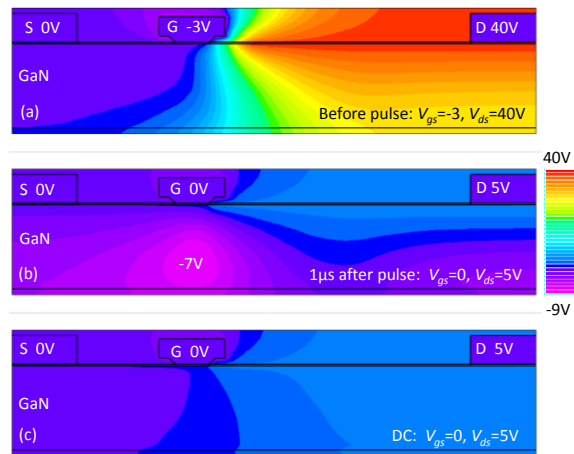 S 0V
G -3V
D 40V
GaN
(a)
Before pulse: Vgs=-3, Vds=40V
40V
S 0V
G 0V
D 5V
GaN
-7V
(b)
1µs after pulse: Vgs=0, Vds=5V
-9V
S 0V
G 0V
D 5V
GaN
(c)
DC: Vgs=0, Vds=5V